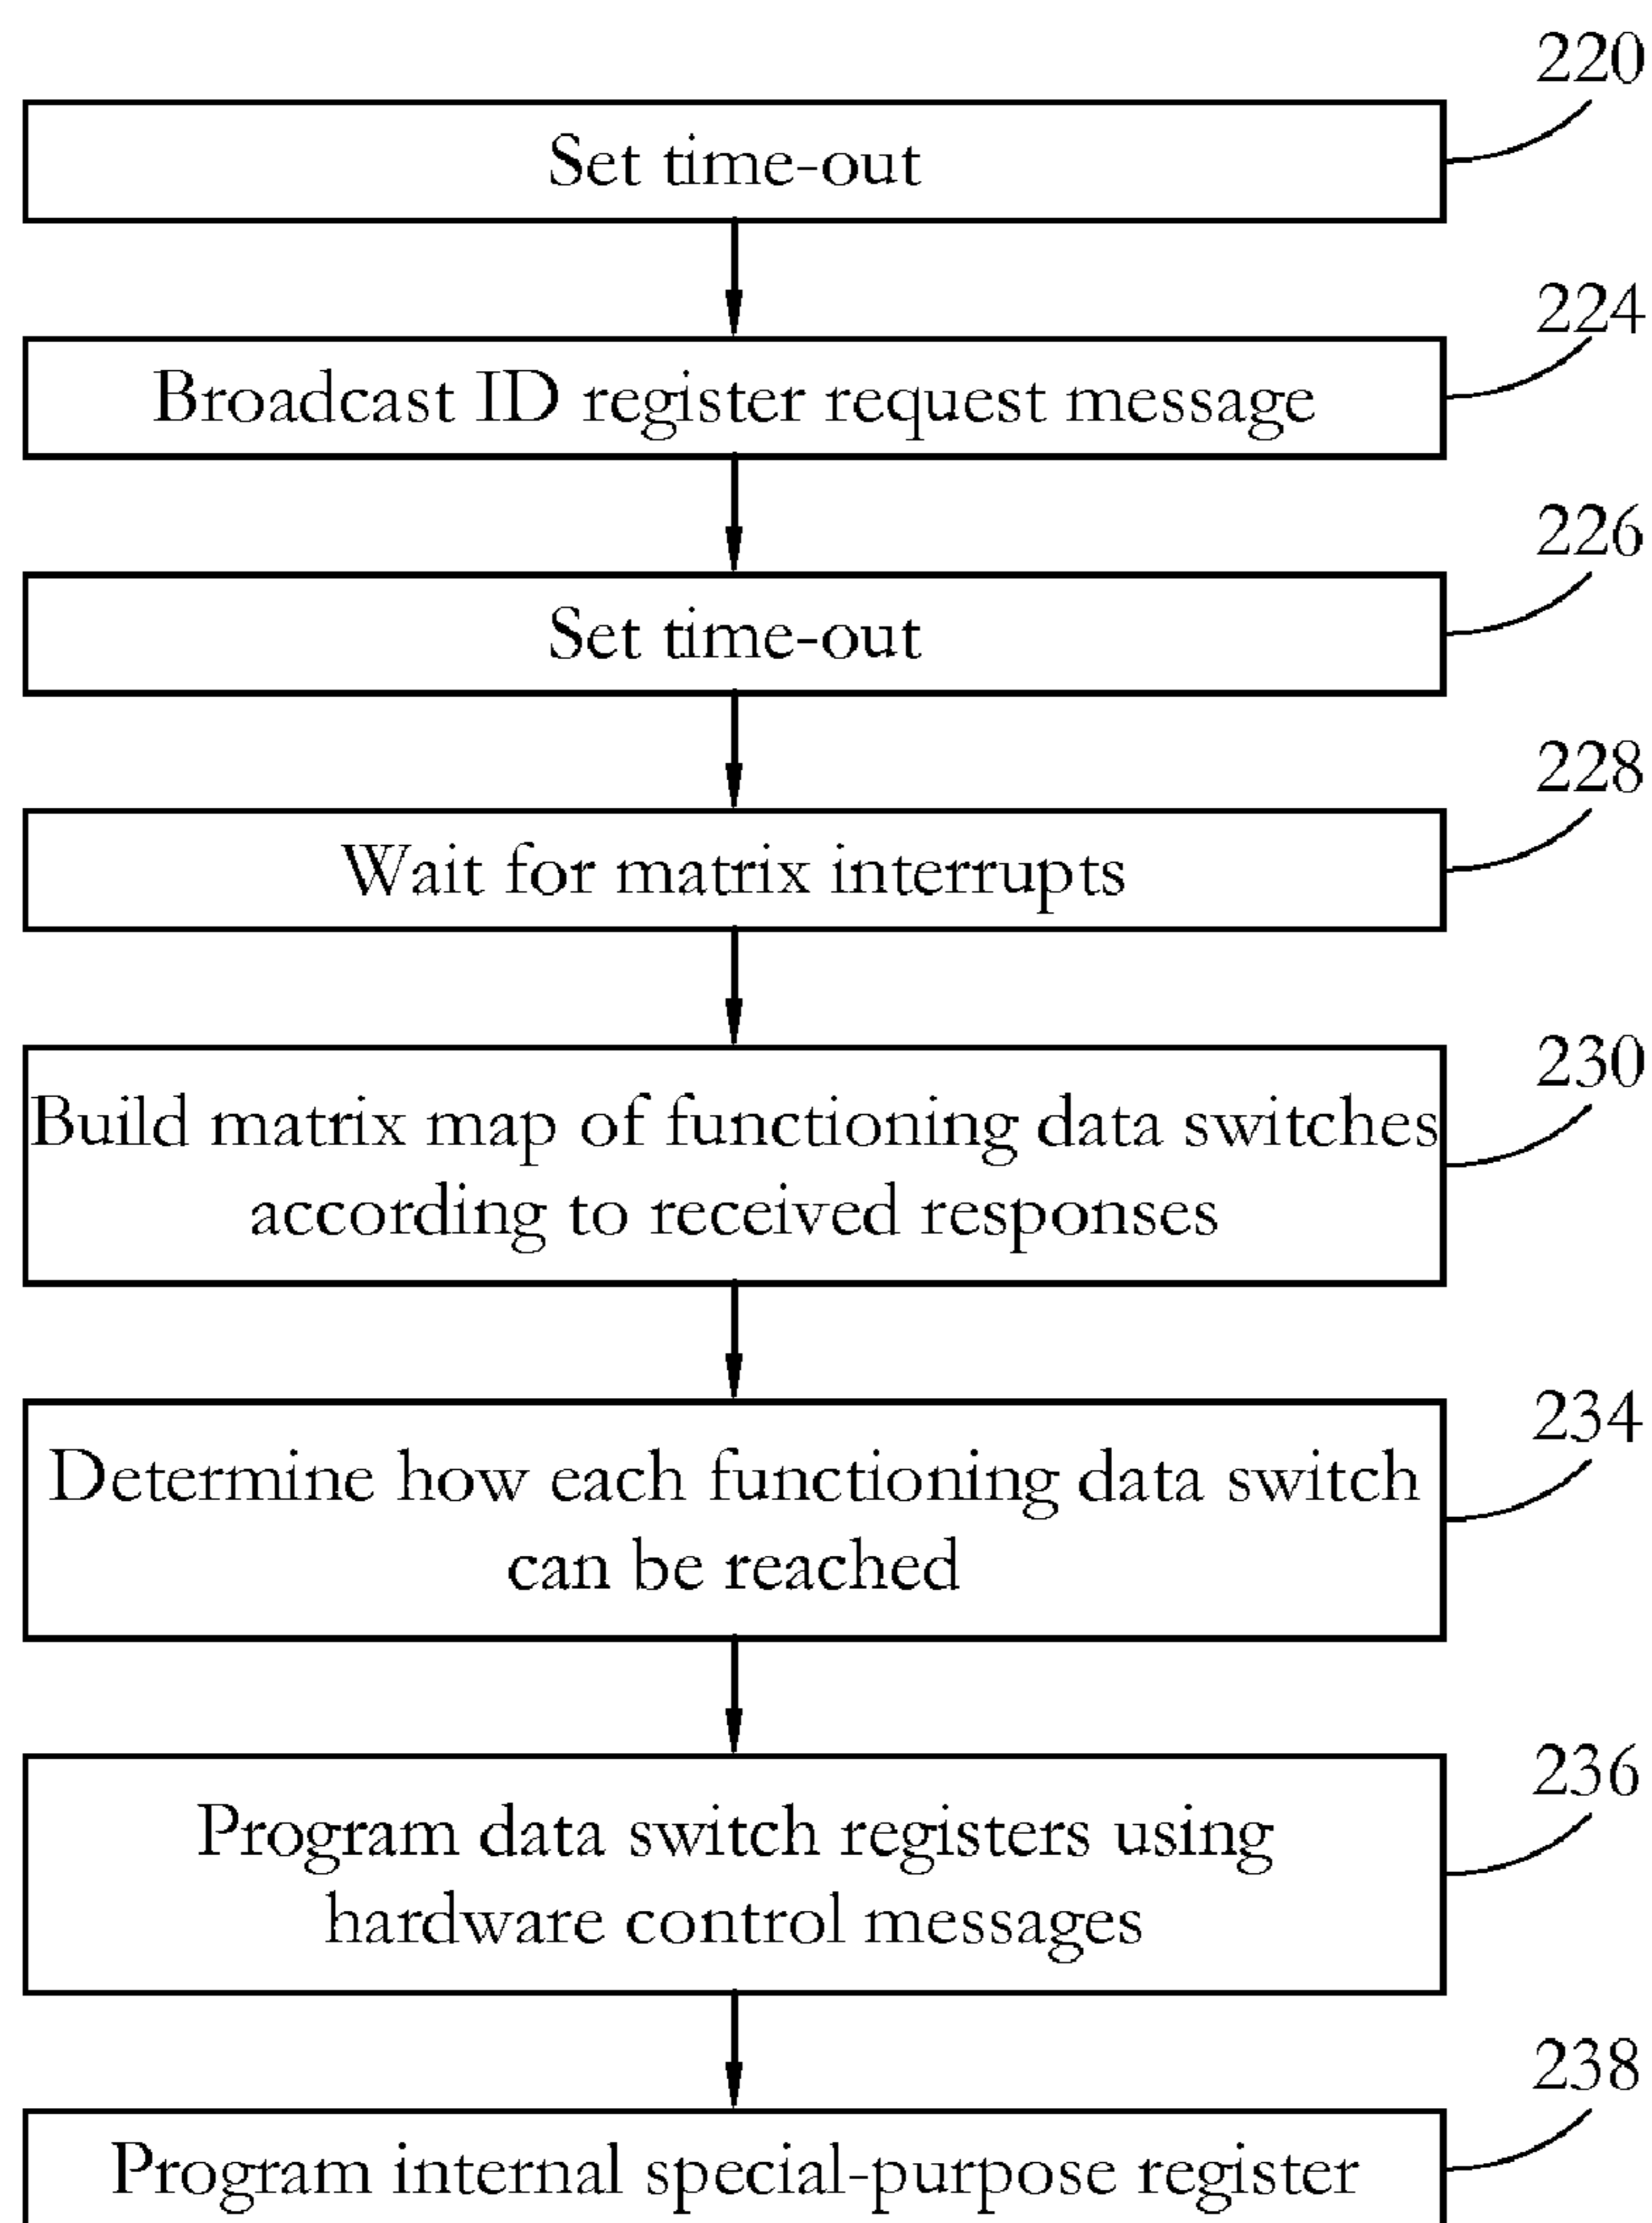 220
Set time-out
224
Broadcast ID register request message
226
Set time-out
228
Wait for matrix interrupts
230
Build matrix map of functioning data switches
according to received responses
234
Determine how each functioning data switch
can be reached
236
Program data switch registers using
hardware control messages
238
Program internal special-purpose register